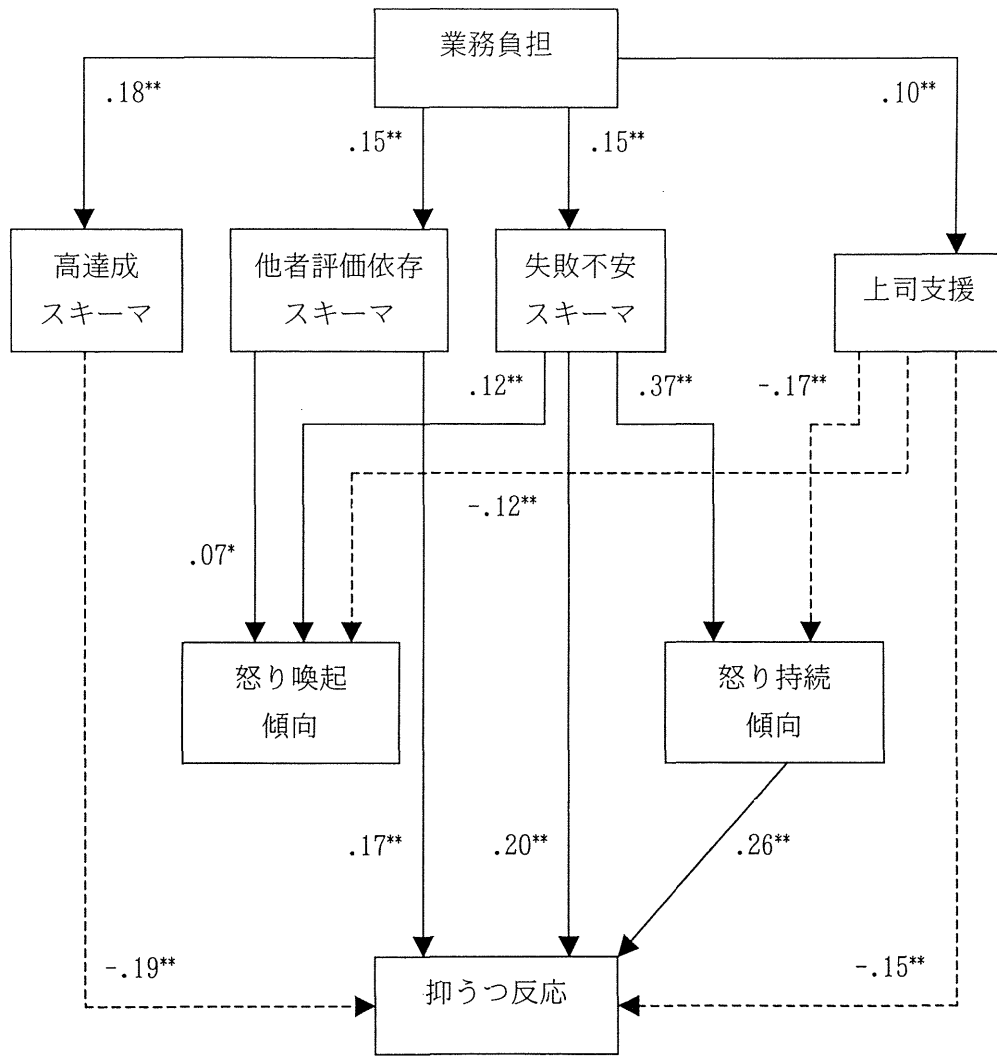 業務負担
.18**
.10**
.15**
.15**
高達成
スキーマ
他者評価依存
スキーマ
失敗不安
スキーマ
上司支援
.12**
.37**
-.17**
-.12**
.07*
怒り喚起
傾向
怒り持続
傾向
.17**
.20**
.26**
-.19**
-.15**
抑うつ反応